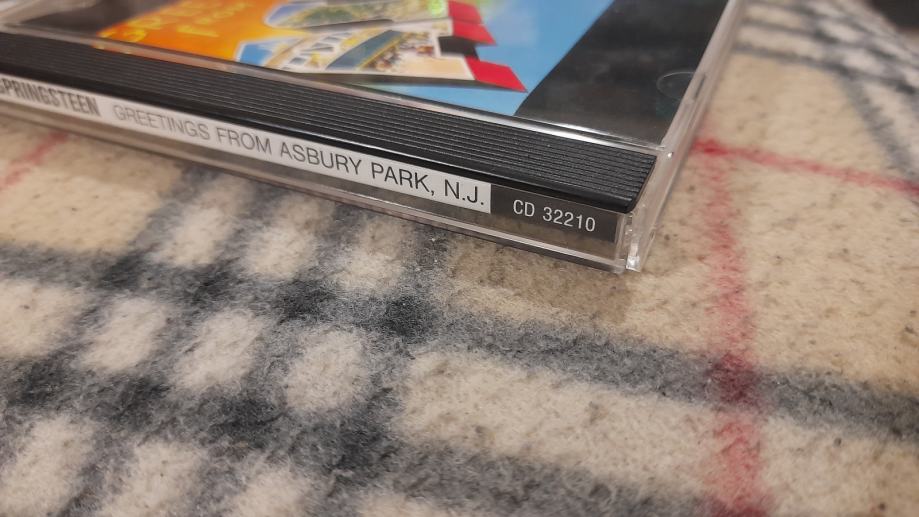 SPRINGSTEEN GREETINGS FROM ASBURY PARK, N.J. CD 32210